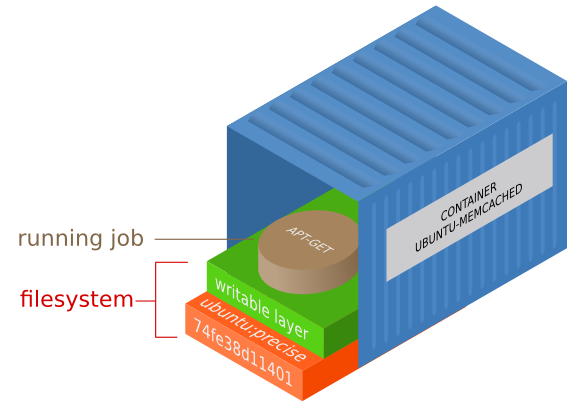 CONTAINER
UBUNTU-MEMCACHED
APT-GET
running job
filesystem
writable layer
ubuntu:precise
74fe38d11401